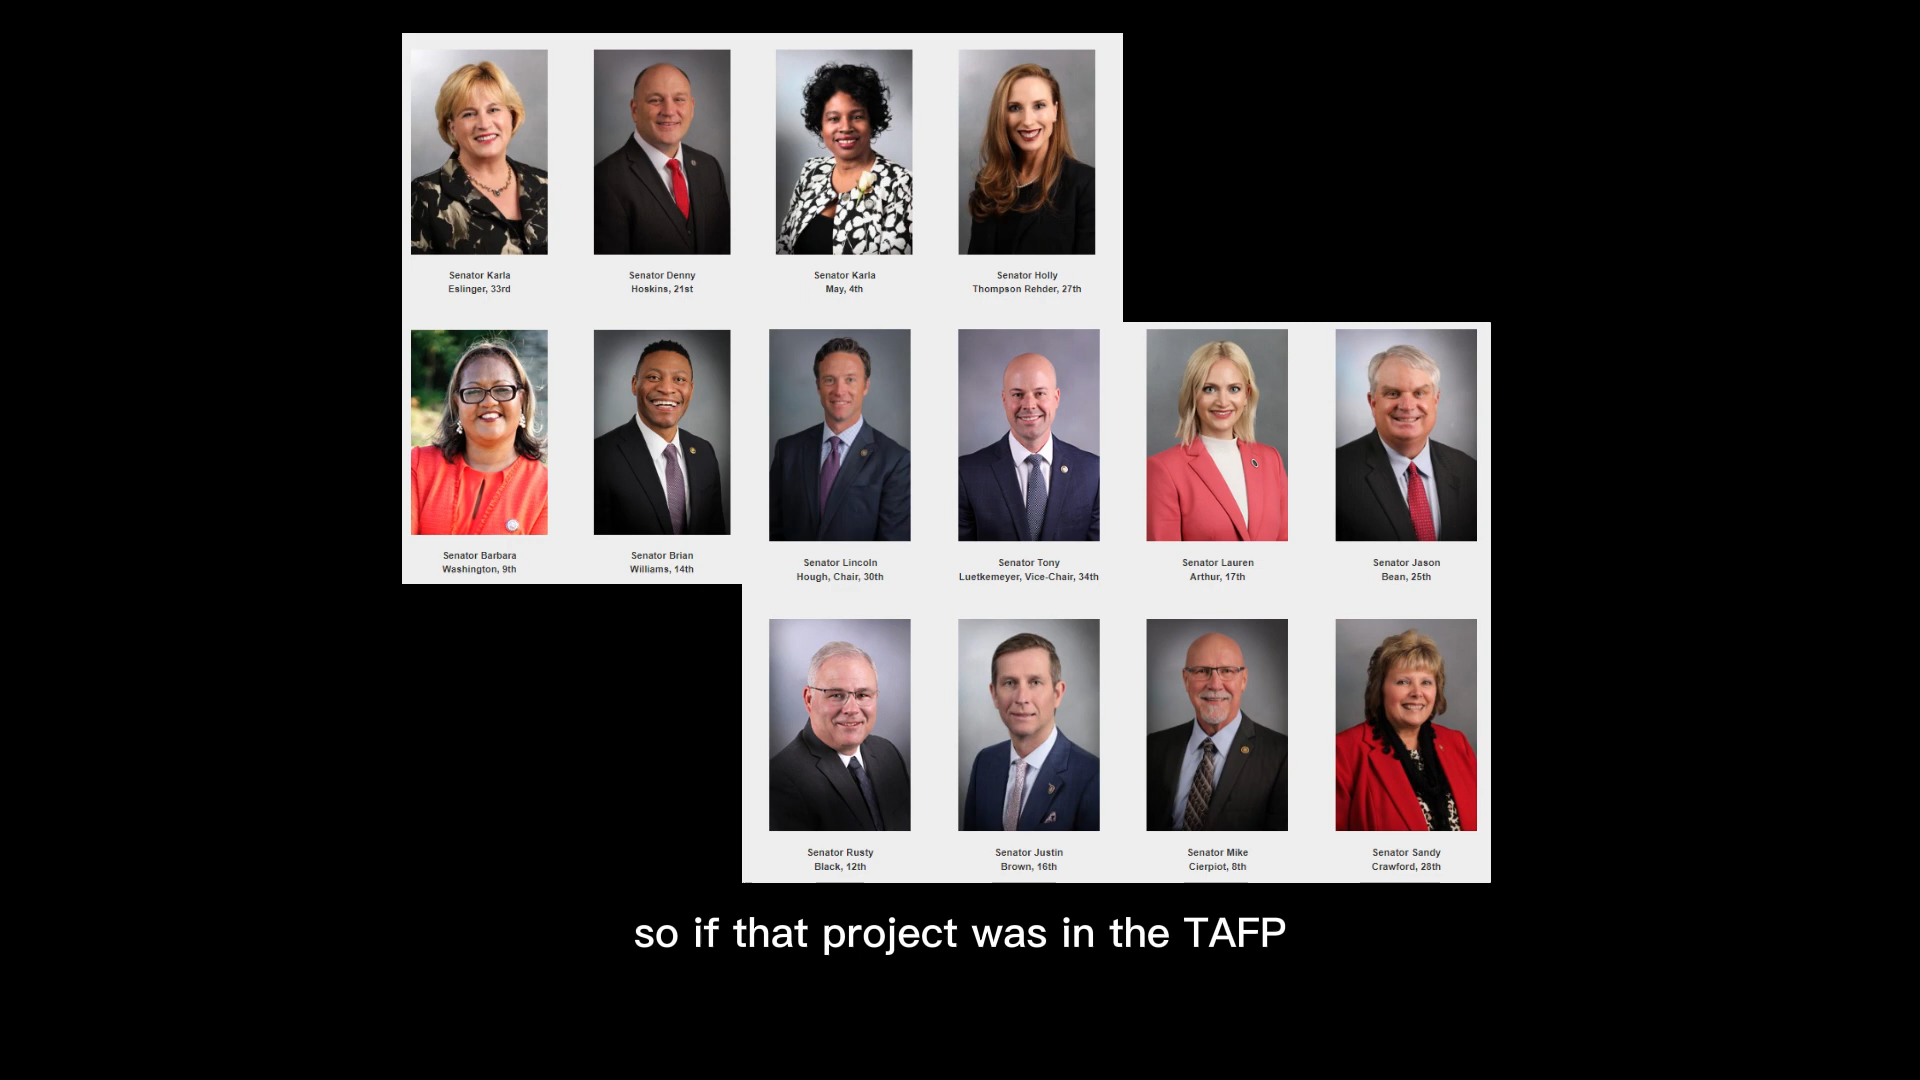 Senator Karla
Eslinger, 33rd
Senator Denny
Hoskins, 21st
Senator Karla
May, 4th
Senator Holly
Thompson Rehder, 27th
Senator Barbara
Washington, 9th
Senator Brian
Williams, 14th
Senator Lincoln
Hough, Chair, 30th
Senator Tony
Luetkemeyer, Vice-Chair, 34th
Senator Lauren
Arthur, 17th
Senator Jason
Bean, 25th
Senator Rusty
Black, 12th
Senator Justin
Brown, 16th
Senator Mike
Cierpiot, 8th
Senator Sandy
Crawford, 28th
so if that project was in the TAFP